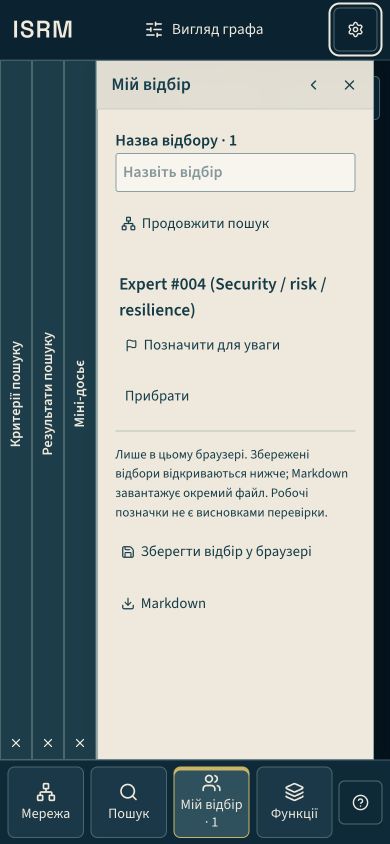 ISRM
Вигляд графа
Критерії пошуку
Результати пошуку
Міні-досьє
Мій відбір
Назва відбору · 1
Назвіть відбір
Продовжити пошук
Expert #004 (Security / risk /
resilience)
Позначити для уваги
Прибрати
Лише в цьому браузері. Збережені
відбори відкриваються нижче; Markdown
завантажує окремий файл. Робочі
позначки не є висновками перевірки.
Зберегти відбір у браузері
Markdown
Мережа
Пошук
Мій відбір
· 1
Функції